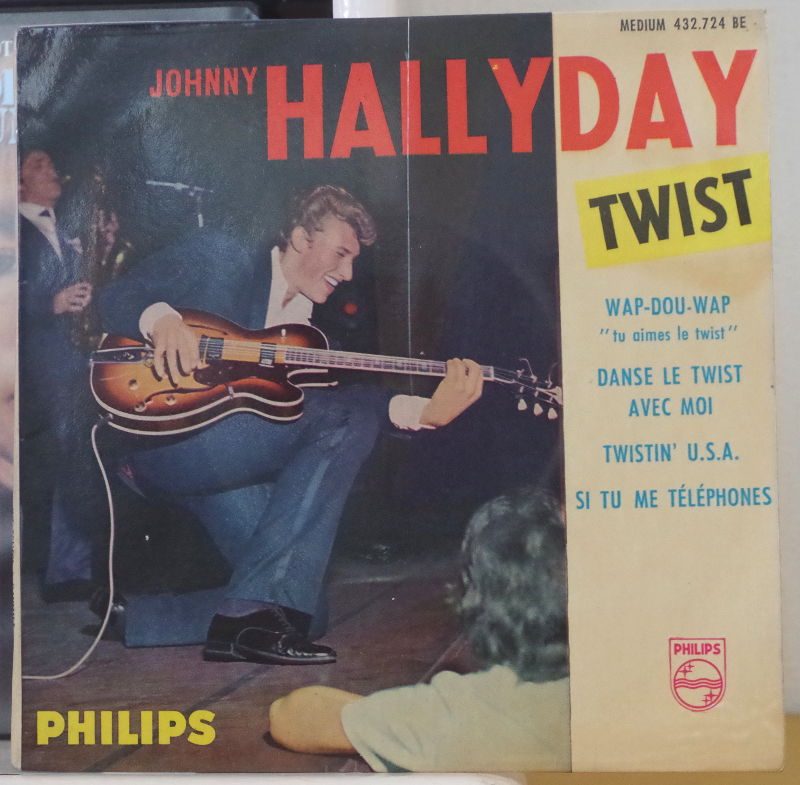 MEDIUM 432.724 BE
JOHNNY HALLYDAY
TWIST
WAP-DOU-WAP
"tu aimes le twist"
DANSE LE TWIST
AVEC MOI
TWISTIN' U.S.A.
SI TU ME TÉLÉPHONES
PHILIPS
PHILIPS